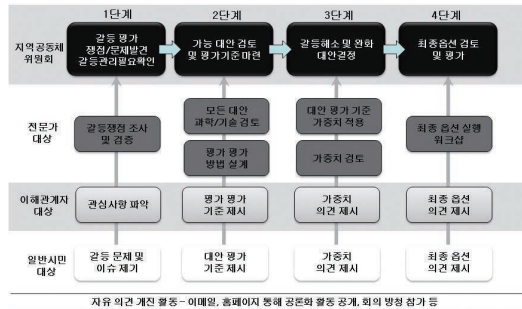 1단계
2단계
3단계
4단계
지역공동체
위원회
갈등 평가
쟁점/문제발견
갈등관리필요확인
가능 대안 검토
및 평가기준 마련
갈등해소 및 완화
대안결정
최종옵션 검토
및 평가
전문가
대상
갈등쟁점 조사
및 검증
모든 대안
과학/기술 검토
평가 평가
방법 설계
대안 평가 기준
가중치 적용
가중치 검토
최종 옵션 실행
워크샵
이해관계자
대상
관심사항 파악
평가 평가
기준 제시
가중치
의견 제시
최종 옵션
의견 제시
일반시민
대상
갈등 문제 및
이슈 제기
대안 평가
기준 제시
가중치
의견 제시
최종 옵션
의견 제시
자유 의견 개진 활동 – 이메일, 홈페이지 통해 공론화 활동 공개, 회의 방청 참가 등